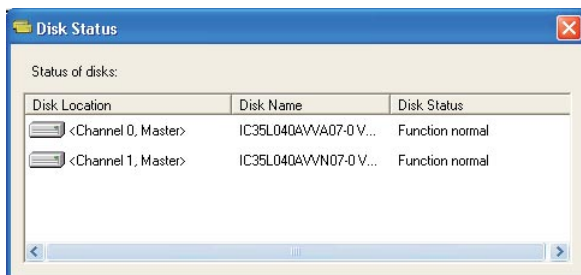 Disk Status
Status of disks:
Disk Location Disk Name Disk Status
<Channel 0, Master> IC35L040AVVA07-0 V... Function normal
<Channel 1, Master> IC35L040AVVN07-0 V... Function normal